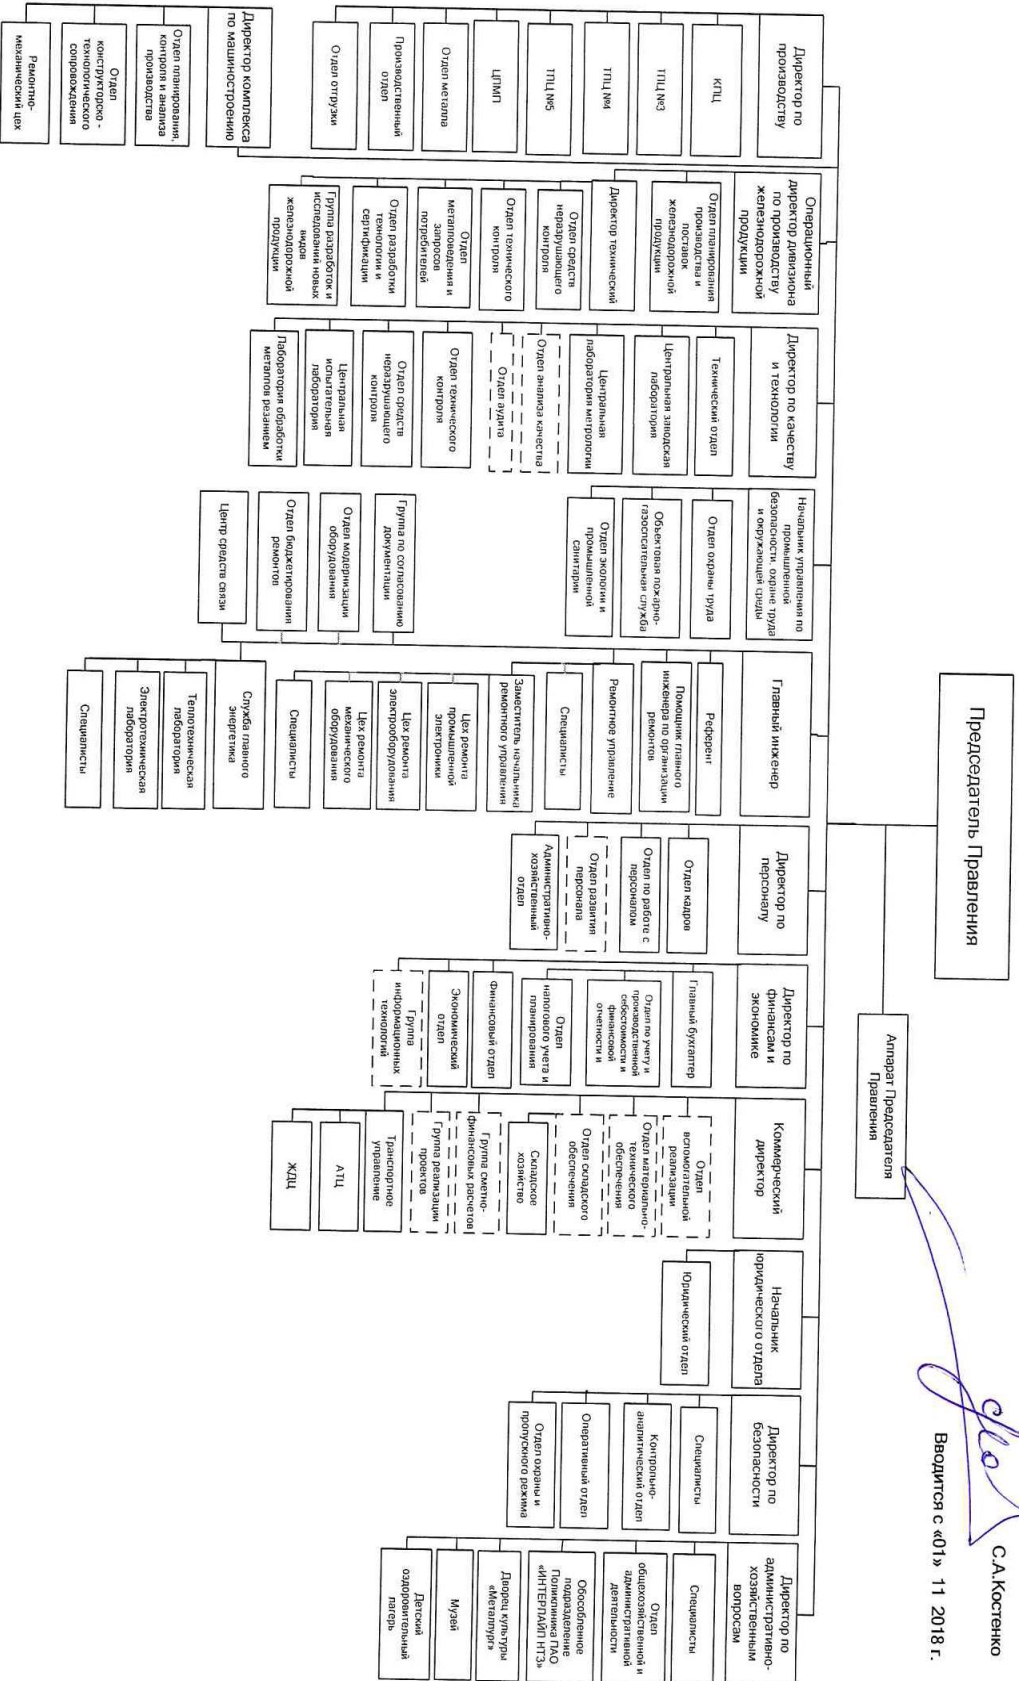 С.А.Костенко
Вводится с «01» 11 2018 г.
Председатель Правления
Аппарат Председателя
Правления
Директор по
производству
КПЦ
ТПЦ №3
ТПЦ №4
ТПЦ №5
ЦПМП
Отдел металла
Производственный
отдел
Отдел отгрузки
Директор комплекса
по машиностроению
Отдел планирования,
контроля и анализа
производства
Отдел
конструкторско -
технологического
сопровождения
Ремонтно-
механический цех
Операционный
директор дивизиона
по производству
железнодорожной
продукции
Отдел планирования
производства и
поставок
железнодорожной
продукции
Директор технический
Отдел средств
неразрушающего
контроля
Отдел технического
контроля
Отдел
металловедения и
запросов
потребителей
Отдел разработки
технологии и
сертификации
Группа разработок и
исследований новых
видов
железнодорожной
продукции
Директор по качеству
и технологии
Технический отдел
Центральная заводская
лаборатория
Центральная
лаборатория метрологии
Отдел анализа качества
Отдел аудита
Отдел технического
контроля
Отдел средств
неразрушающего
контроля
Центральная
испытательная
лаборатория
Лаборатория обработки
металлов резанием
Начальник управления по
промышленной
безопасности, охране труда
и окружающей среды
Отдел охраны труда
Объектовая пожарно-
газоспасательная служба
Отдел экологии и
промышленной
санитарии
Главный инженер
Референт
Помощник главного
инженера по организации
ремонтов
Ремонтное управление
Специалисты
Заместитель начальника
ремонтного управления
Цех ремонта
промышленной
электроники
Цех ремонта
электрооборудования
Цех ремонта
механического
оборудования
Специалисты
Группа по согласованию
документации
Отдел модернизации
оборудования
Отдел бюджетирования
ремонтов
Центр средств связи
Служба главного
энергетика
Теплотехническая
лаборатория
Электротехническая
лаборатория
Специалисты
Директор по
персоналу
Отдел кадров
Отдел по работе с
персоналом
Отдел развития
персонала
Административно-
хозяйственный
отдел
Директор по
финансам и
экономике
Главный бухгалтер
Отдел по учету и
производственной
себестоимости и
финансовой
отчетности и
Отдел
налогового учета и
планирования
Финансовый отдел
Экономический
отдел
Группа
информационных
технологий
Коммерческий
директор
Отдел
вспомогательной
реализации
Отдел материально-
технического
обеспечения
Отдел складского
обеспечения
Складское
хозяйство
Группа сметно-
финансовых расчетов
Группа реализации
проектов
Транспортное
управление
АТЦ
ЖДЦ
Начальник
юридического отдела
Юридический отдел
Директор по
безопасности
Специалисты
Контрольно-
аналитический отдел
Оперативный отдел
Отдел охраны и
пропускного режима
Директор по
административно-
хозяйственным
вопросам
Специалисты
Отдел
общехозяйственной и
административной
деятельности
Обособленное
подразделение
Поликлиника ПАО
«ИНТЕРПАЙП НТЗ»
Дворец культуры
«Металлург»
Музей
Детский
оздоровительный
лагерь